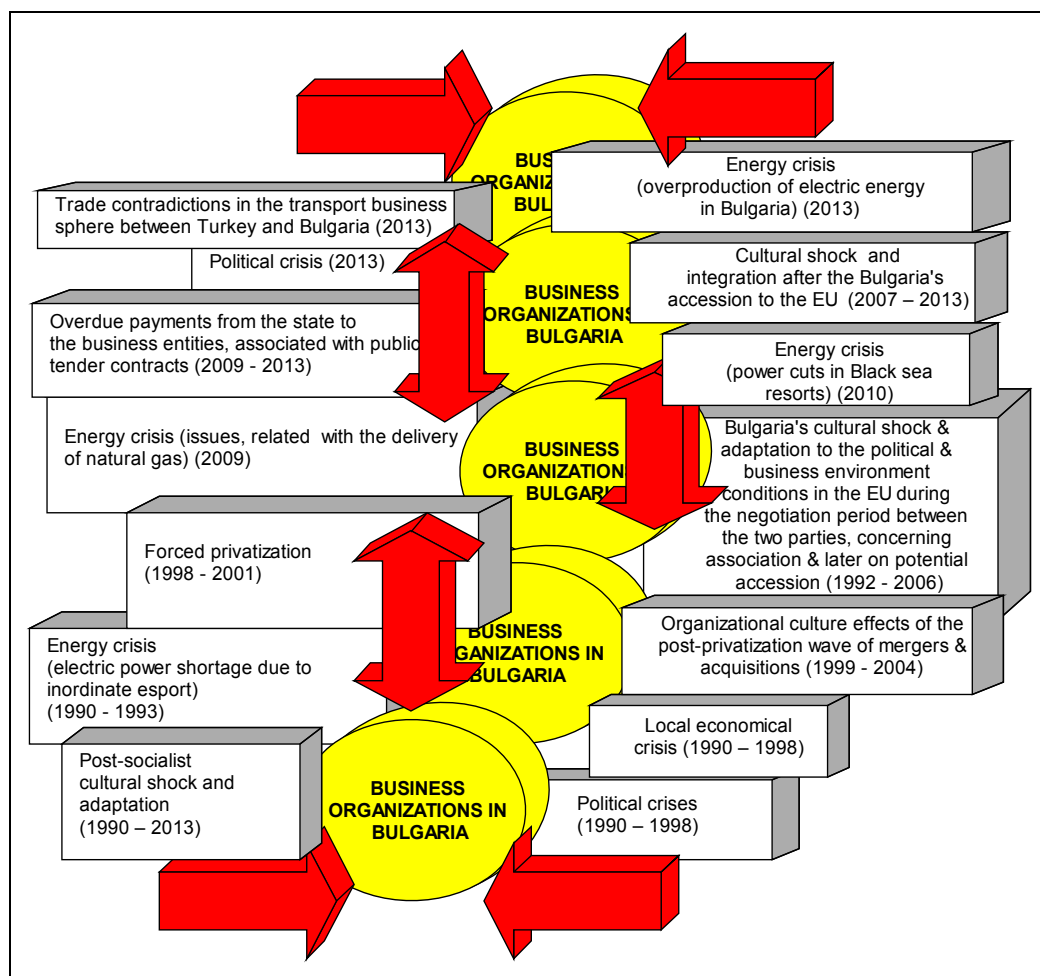 Energy crisis
(overproduction of electric energy
in Bulgaria) (2013)
Trade contradictions in the transport business
sphere between Turkey and Bulgaria (2013)
Political crisis (2013)
Cultural shock and
integration after the Bulgaria's
accession to the EU (2007 – 2013)
BUSINESS
ORGANIZATIONS
BULGARIA
Overdue payments from the state to
the business entities, associated with public
tender contracts (2009 - 2013)
Energy crisis
(power cuts in Black sea
resorts) (2010)
Energy crisis (issues, related with the delivery
of natural gas) (2009)
BUSINESS
ORGANIZATIONS
BULGARIA
Bulgaria's cultural shock &
adaptation to the political &
business environment
conditions in the EU during
the negotiation period between
the two parties, concerning
association & later on potential
accession (1992 - 2006)
Forced privatization
(1998 - 2001)
BUSINESS
ORGANIZATIONS IN
BULGARIA
Organizational culture effects of the
post-privatization wave of mergers &
acquisitions (1999 - 2004)
Energy crisis
(electric power shortage due to
inordinate esport)
(1990 - 1993)
Local economical
crisis (1990 – 1998)
Post-socialist
cultural shock and
adaptation
(1990 – 2013)
BUSINESS
ORGANIZATIONS IN
BULGARIA
Political crises
(1990 – 1998)